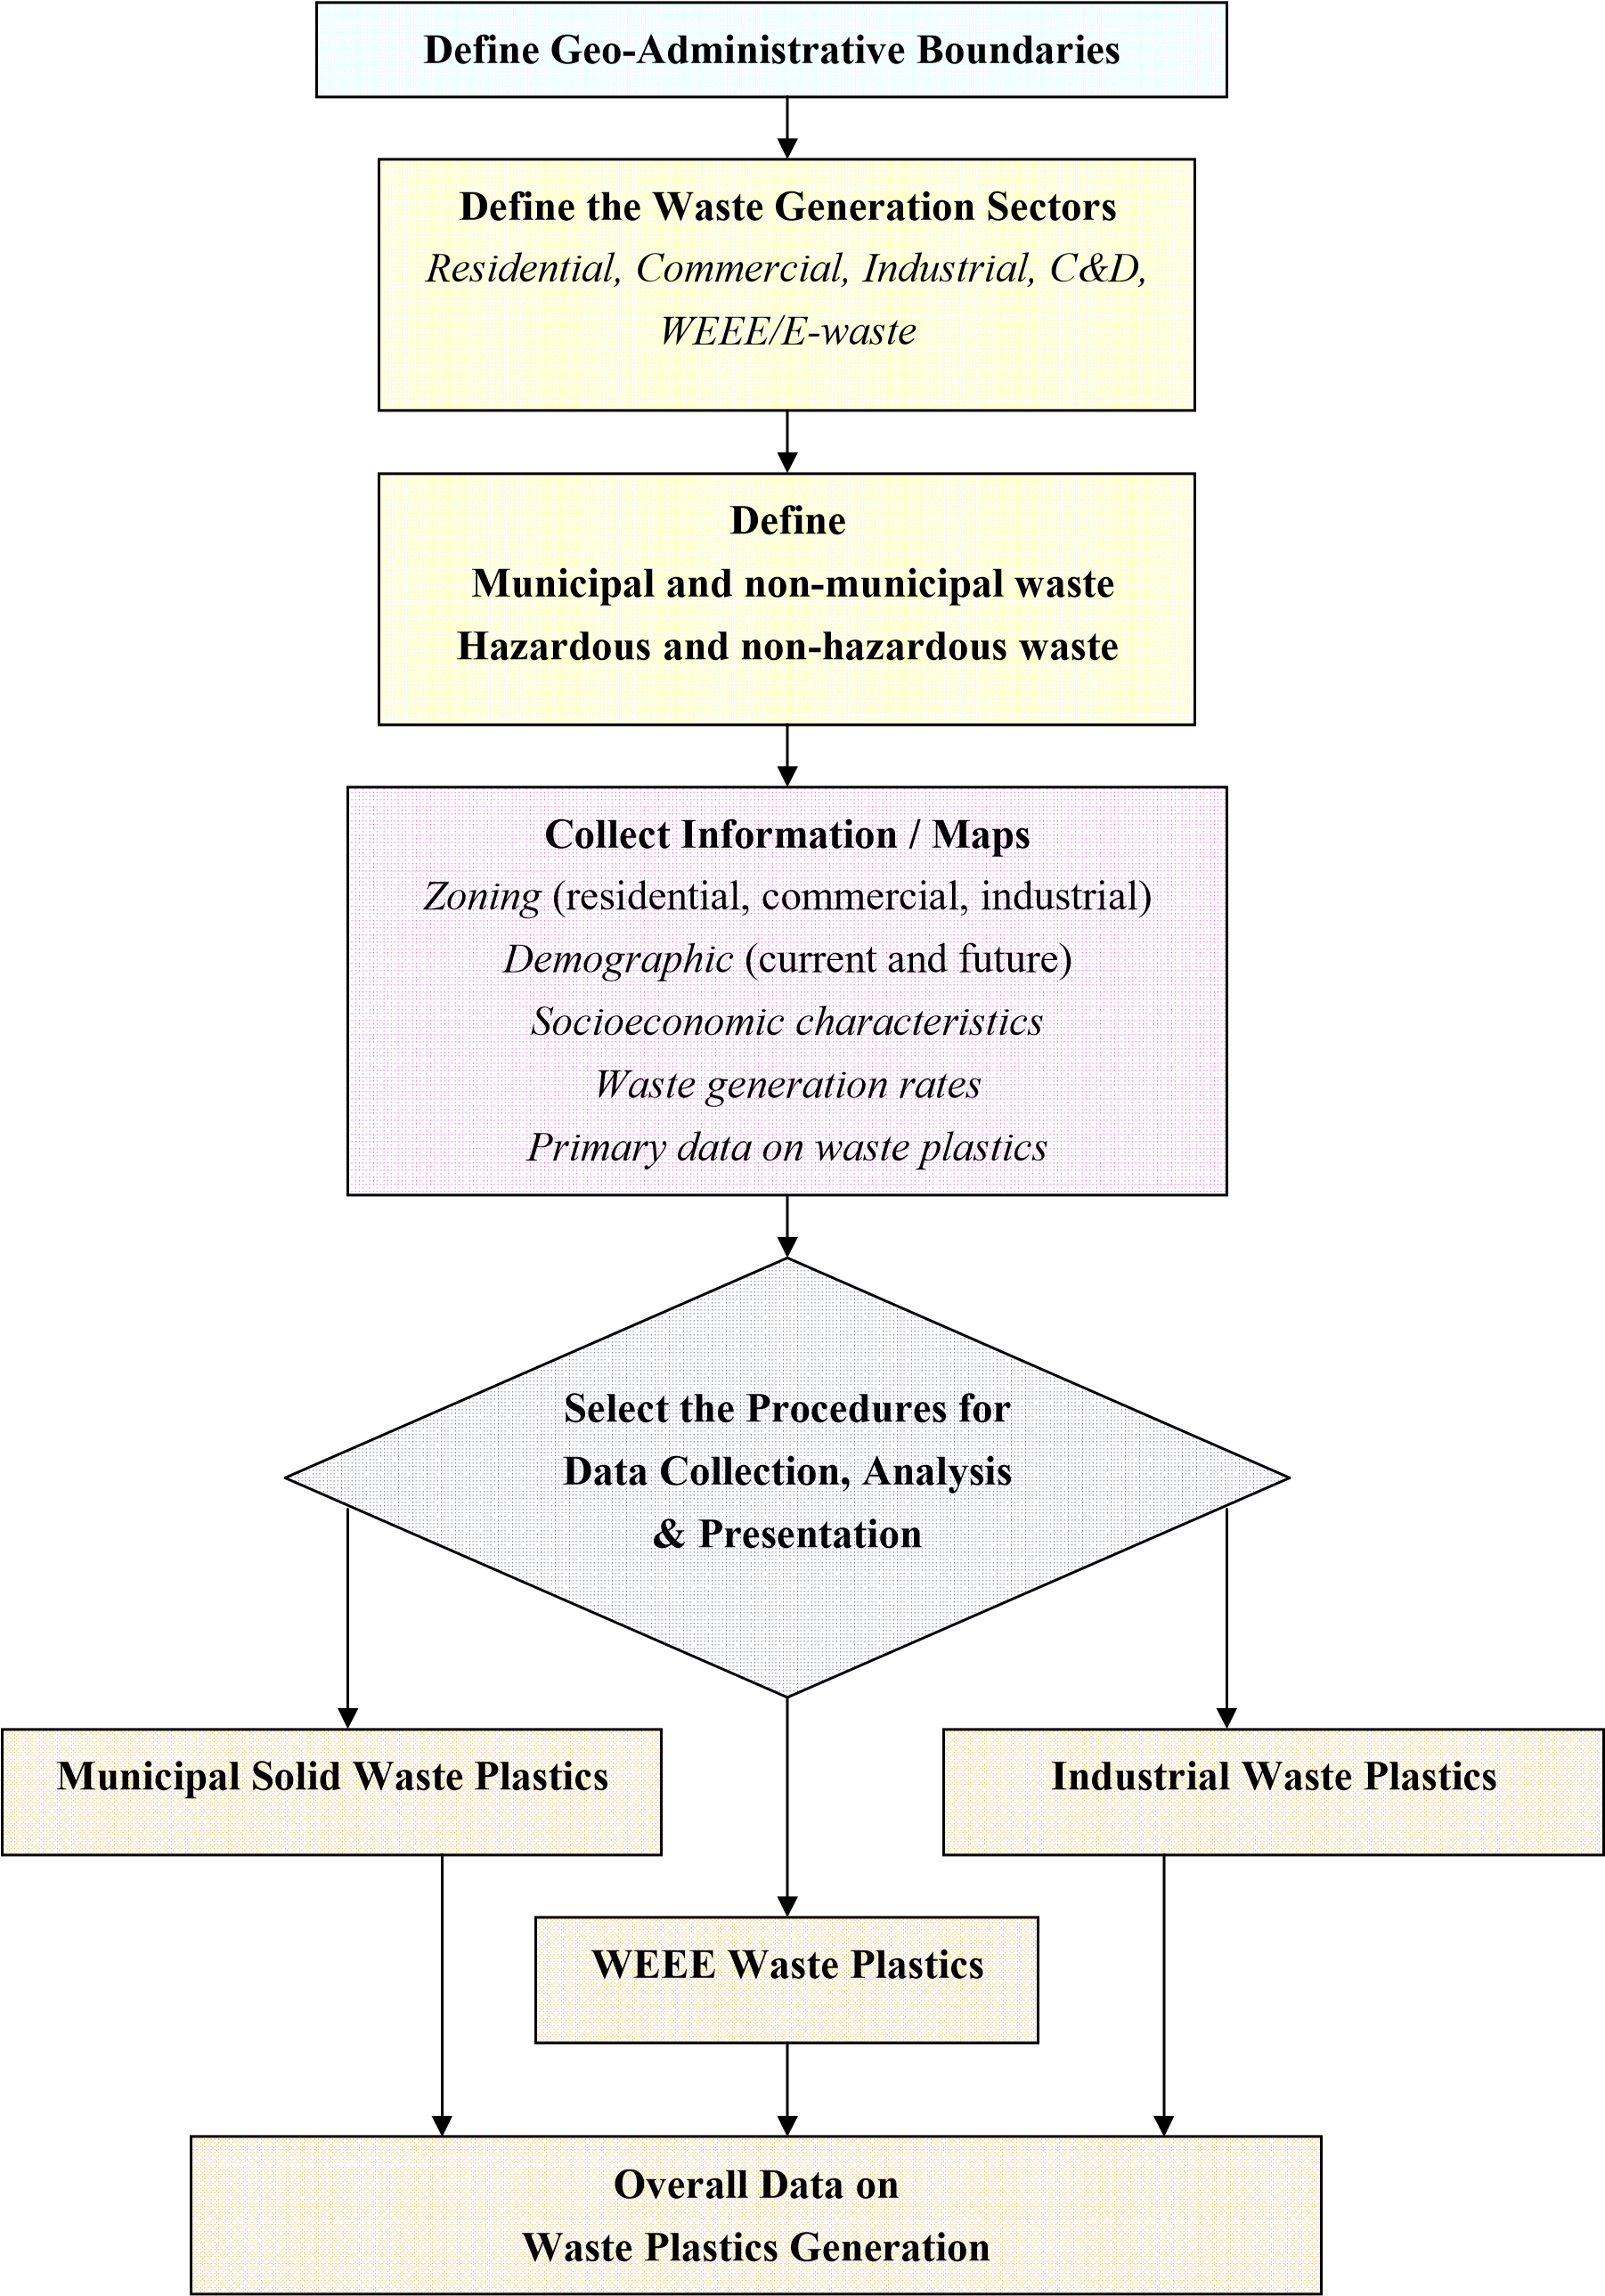 Define Geo-Administrative Boundaries
Define the Waste Generation Sectors
Residential, Commercial, Industrial, C&D,
WEEE/E-waste
Define
Municipal and non-municipal waste
Hazardous and non-hazardous waste
Collect Information / Maps
Zoning (residential, commercial, industrial)
Demographic (current and future)
Socioeconomic characteristics
Waste generation rates
Primary data on waste plastics
Select the Procedures for
Data Collection, Analysis
& Presentation
Municipal Solid Waste Plastics
Industrial Waste Plastics
WEEE Waste Plastics
Overall Data on
Waste Plastics Generation